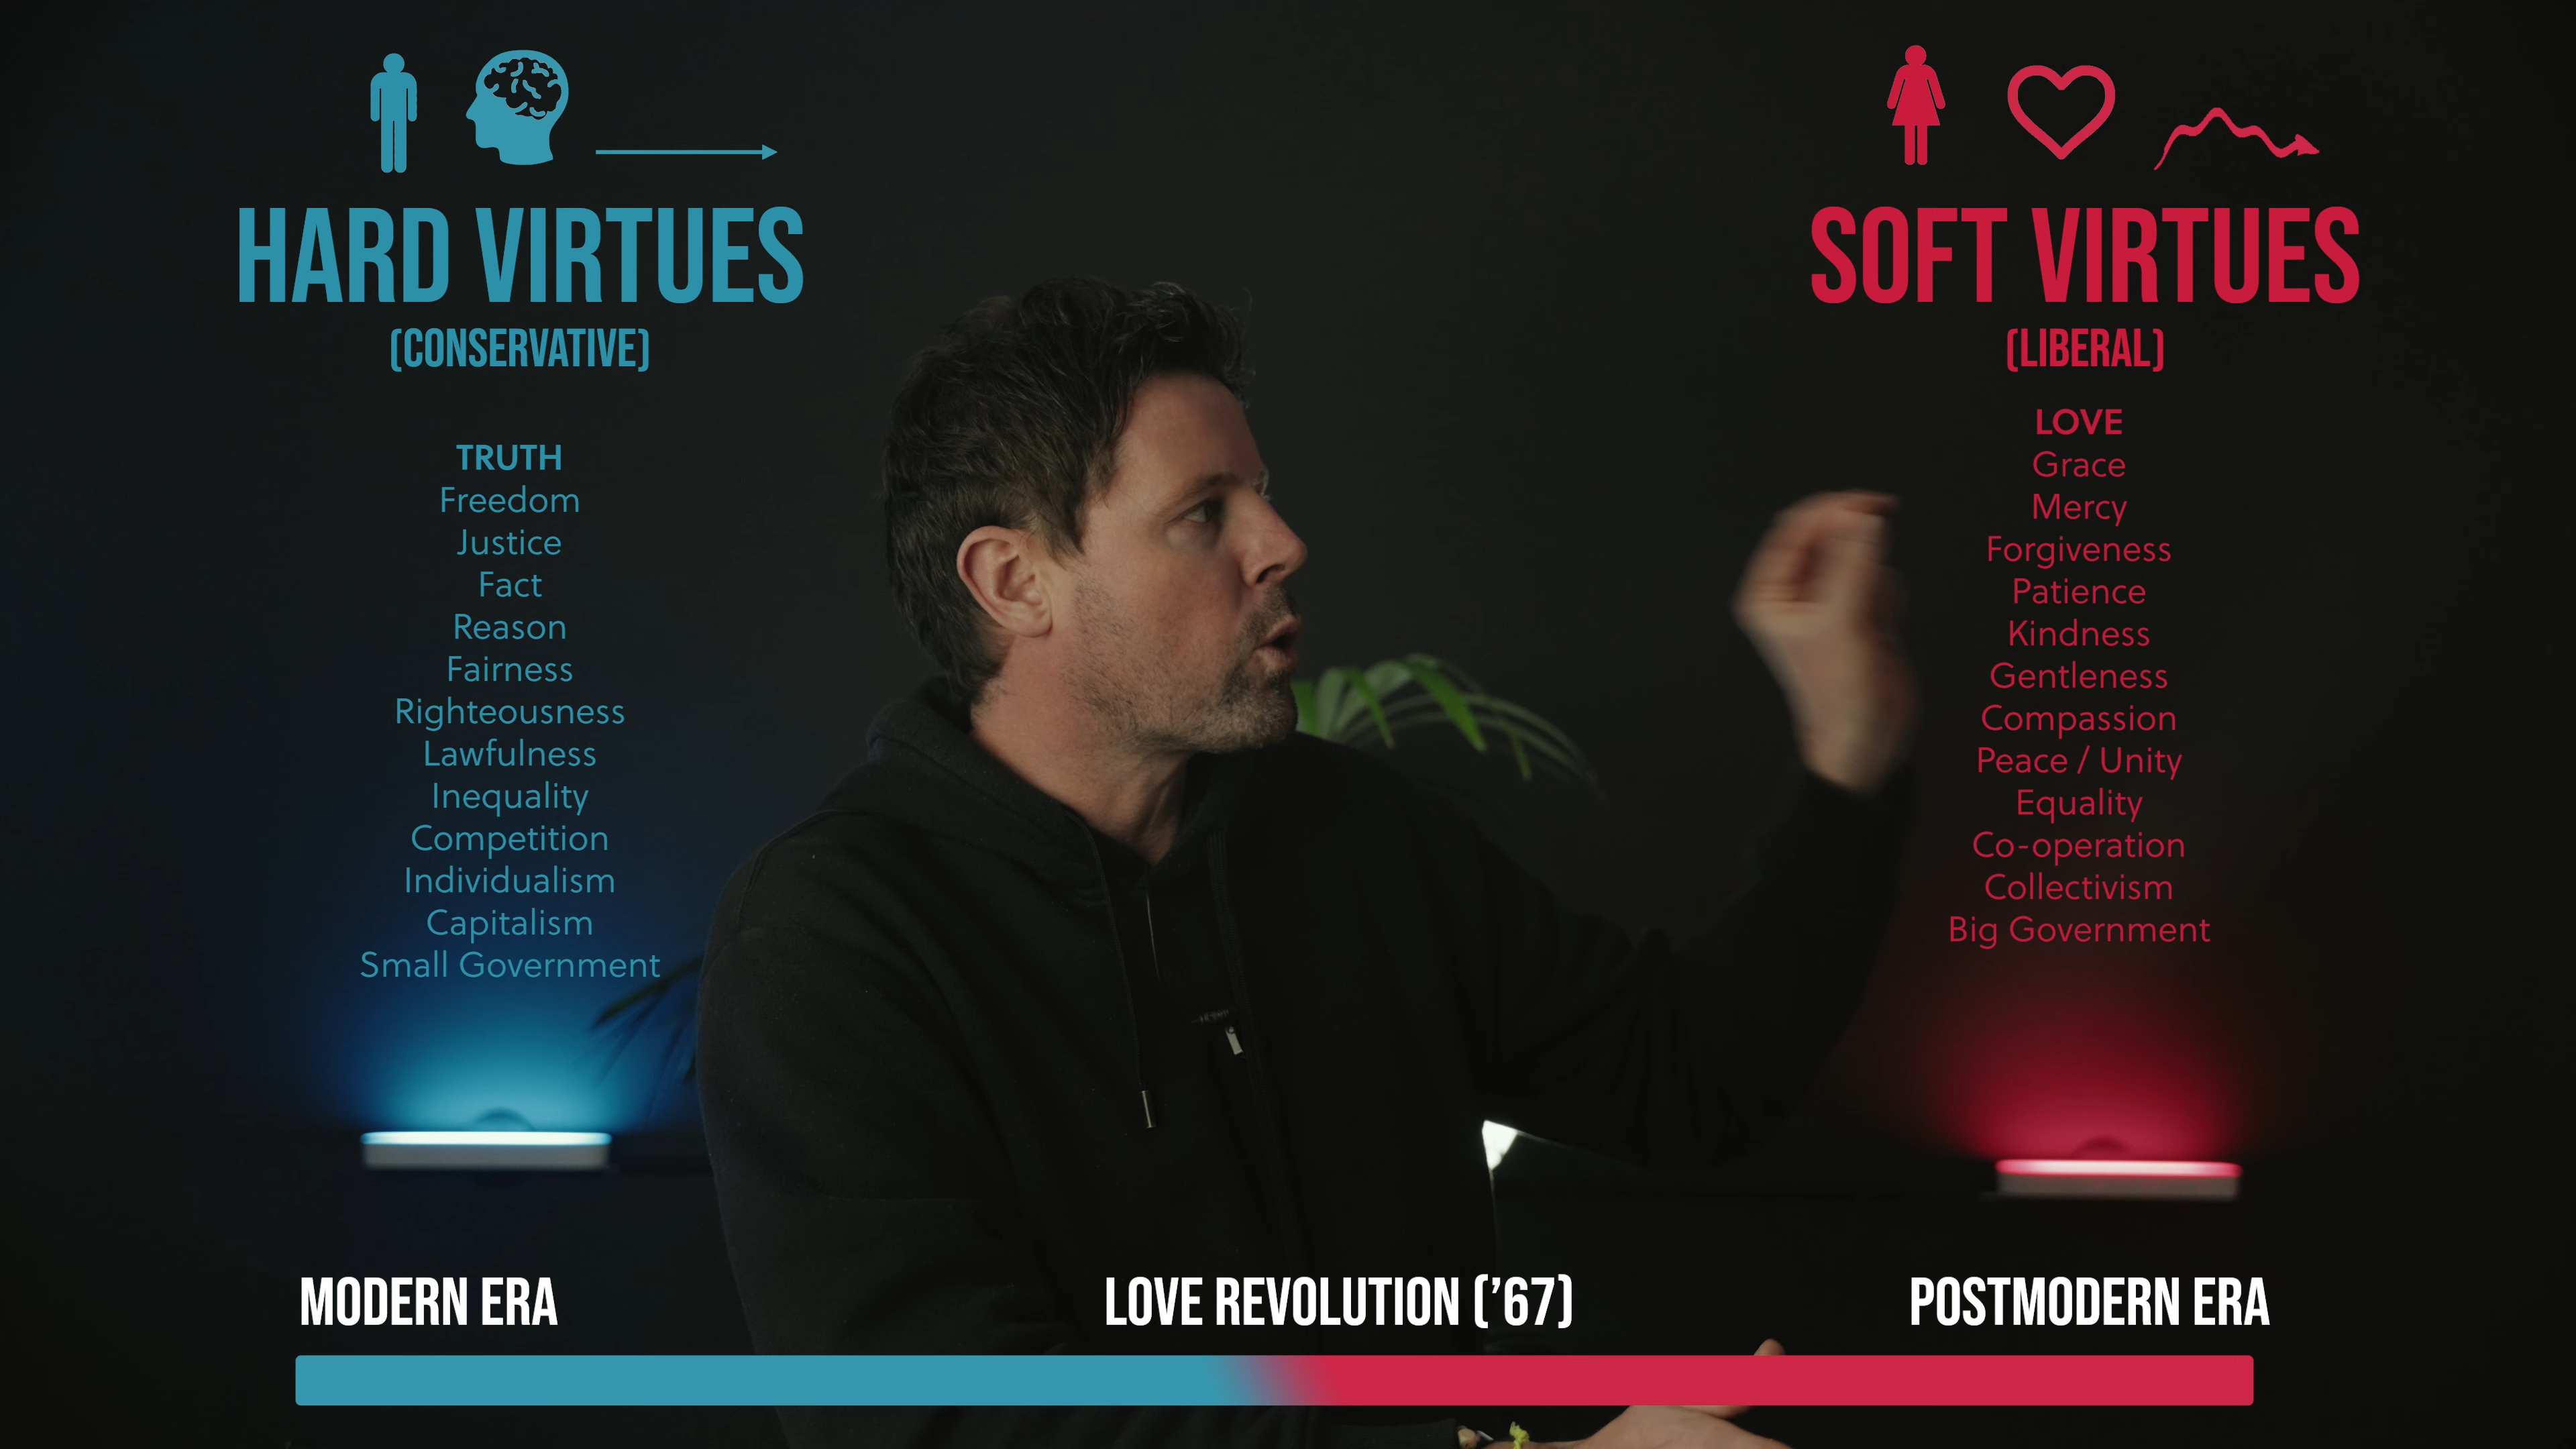 HARD VIRTUES
(CONSERVATIVE)
TRUTH
Freedom
Justice
Fact
Reason
Fairness
Righteousness
Lawfulness
Inequality
Competition
Individualism
Capitalism
Small Government
SOFT VIRTUES
(LIBERAL)
LOVE
Grace
Mercy
Forgiveness
Patience
Kindness
Gentleness
Compassion
Peace / Unity
Equality
Co-operation
Collectivism
Big Government
MODERN ERA
LOVE REVOLUTION ('67)
POSTMODERN ERA